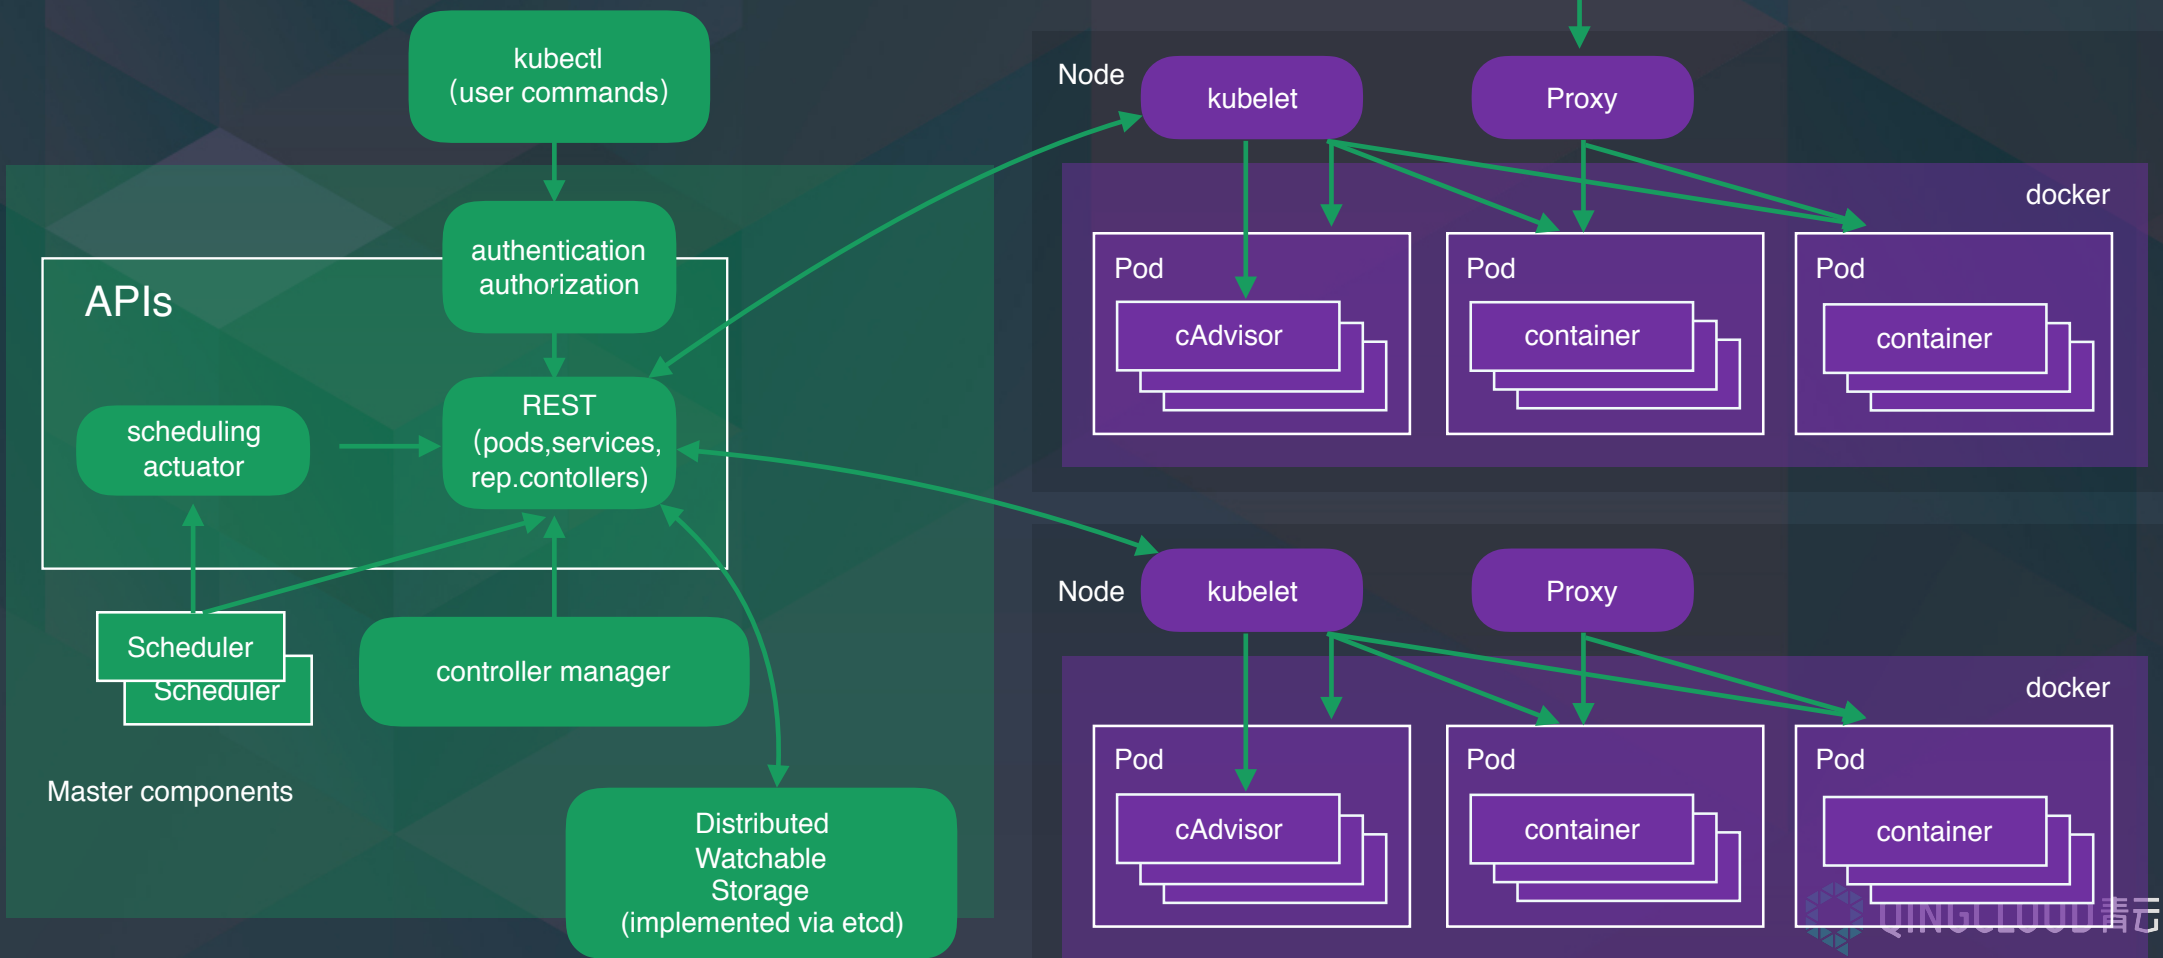 kubectl
(user commands)
authentication
authorization
APIs
REST
(pods,services,
rep.contollers)
scheduling
actuator
Scheduler
Scheduler
controller manager
Master components
Distributed
Watchable
Storage
(implemented via etcd)
Node
kubelet
Proxy
docker
Pod
cAdvisor
Pod
container
Pod
container
Node
kubelet
Proxy
docker
Pod
cAdvisor
Pod
container
Pod
container
QINGCLOUD青云